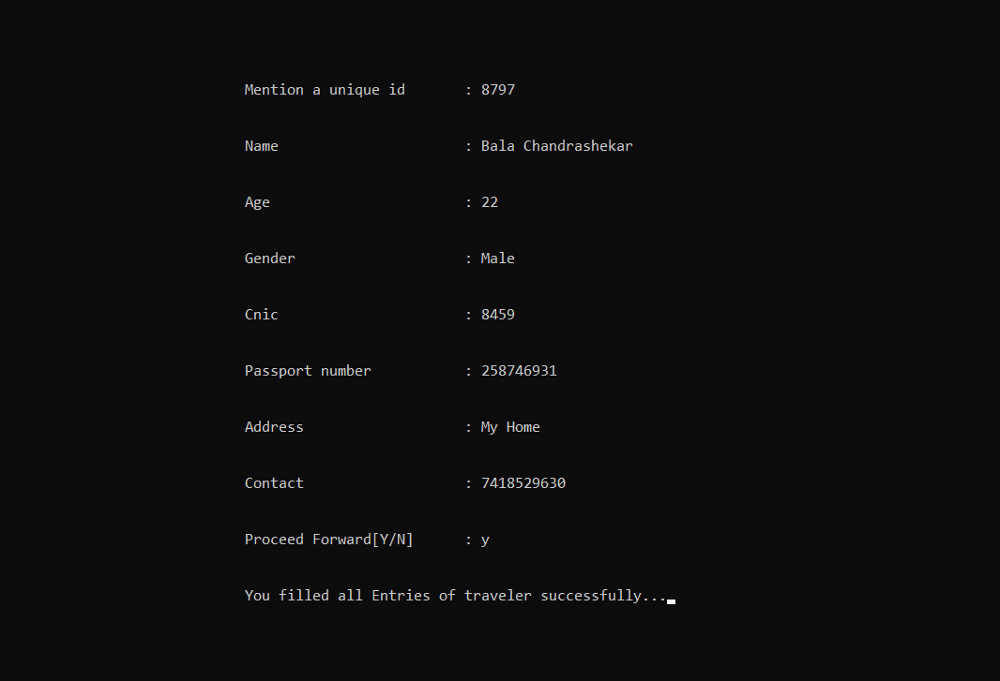 Mention a unique id : 8797
Name : Bala Chandrashekar
Age : 22
Gender : Male
Cnic : 8459
Passport number : 258746931
Address : My Home
Contact : 7418529630
Proceed Forward[Y/N] : y
You filled all Entries of traveler successfully...